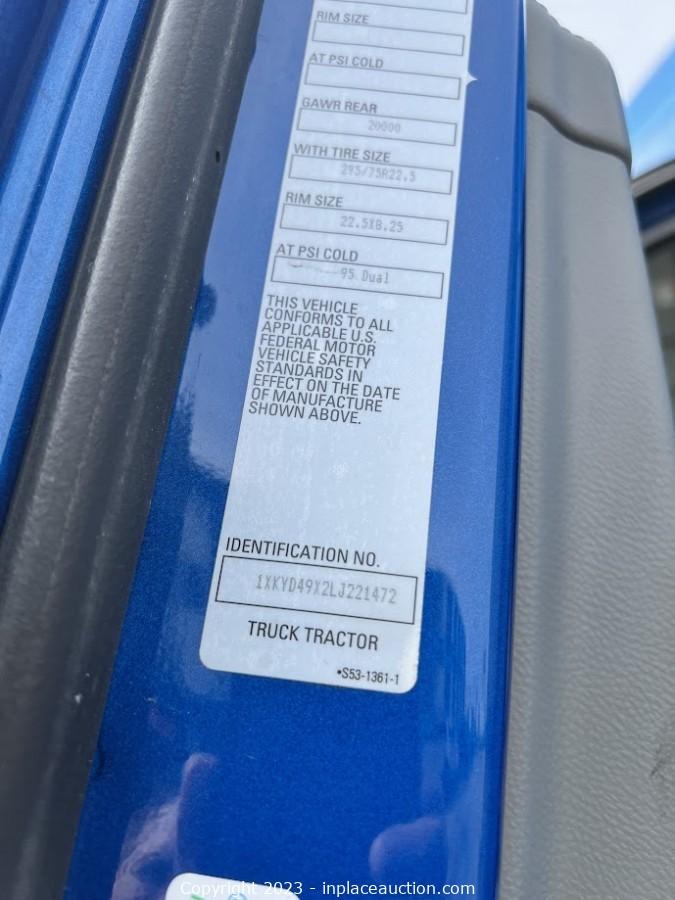 RIM SIZE
AT PSI COLD
GAWR REAR
20000
WITH TIRE SIZE
295/75R22.5
RIM SIZE
22.5X8.25
AT PSI COLD
95 Dual
THIS VEHICLE
CONFORMS TO ALL
APPLICABLE U.S.
FEDERAL MOTOR
VEHICLE SAFETY
STANDARDS IN
EFFECT ON THE DATE
OF MANUFACTURE
SHOWN ABOVE.
IDENTIFICATION NO.
1XKYD49X2LJ221472
TRUCK TRACTOR
•S53-1361-1
Copyright 2023 - inplaceauction.com